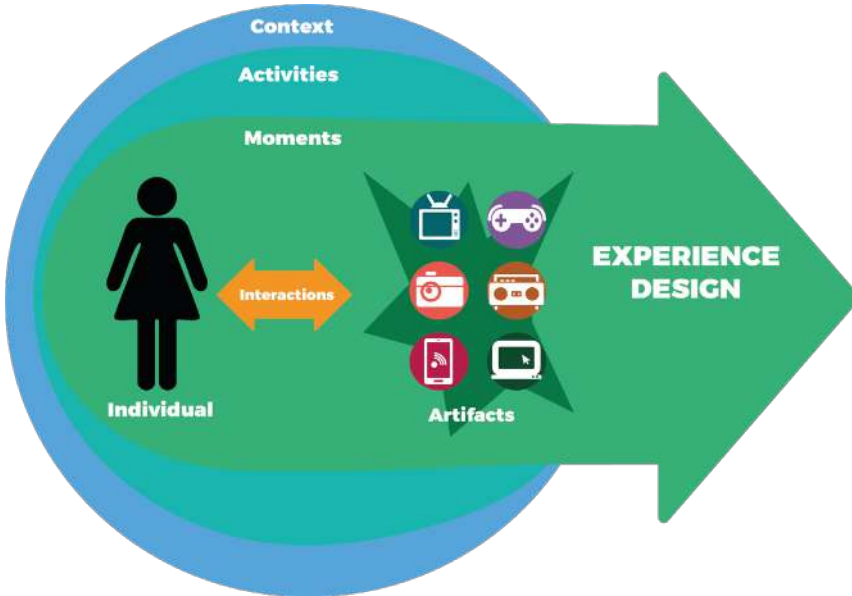 Context
Activities
Moments
Interactions
EXPERIENCE
DESIGN
Individual
Artifacts